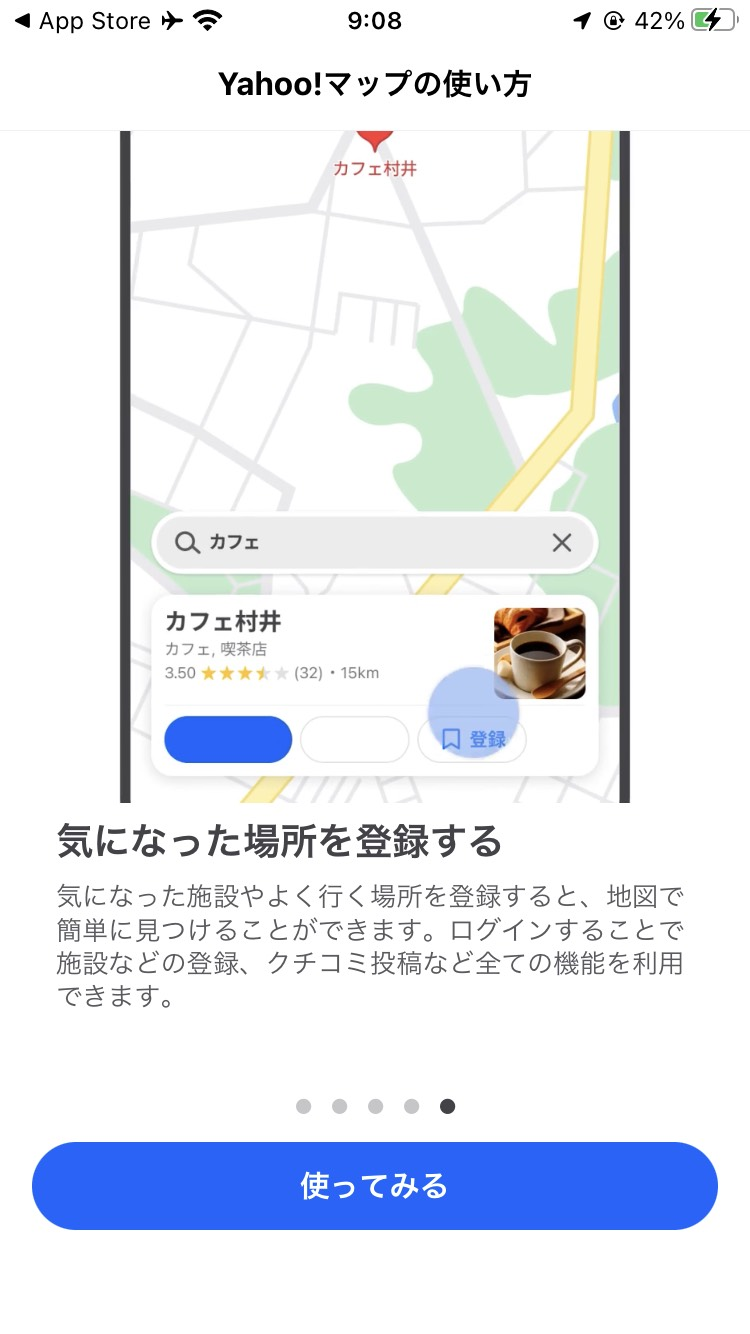 App Store 9:08 42%
Yahoo!マップの使い方
カフェ村井
カフェ
カフェ村井
カフェ, 喫茶店
3.50 (32)・15km
登録
気になった場所を登録する
気になった施設やよく行く場所を登録すると、地図で
簡単に見つけることができます。ログインすることで
施設などの登録、クチコミ投稿など全ての機能を利用
できます。
使ってみる